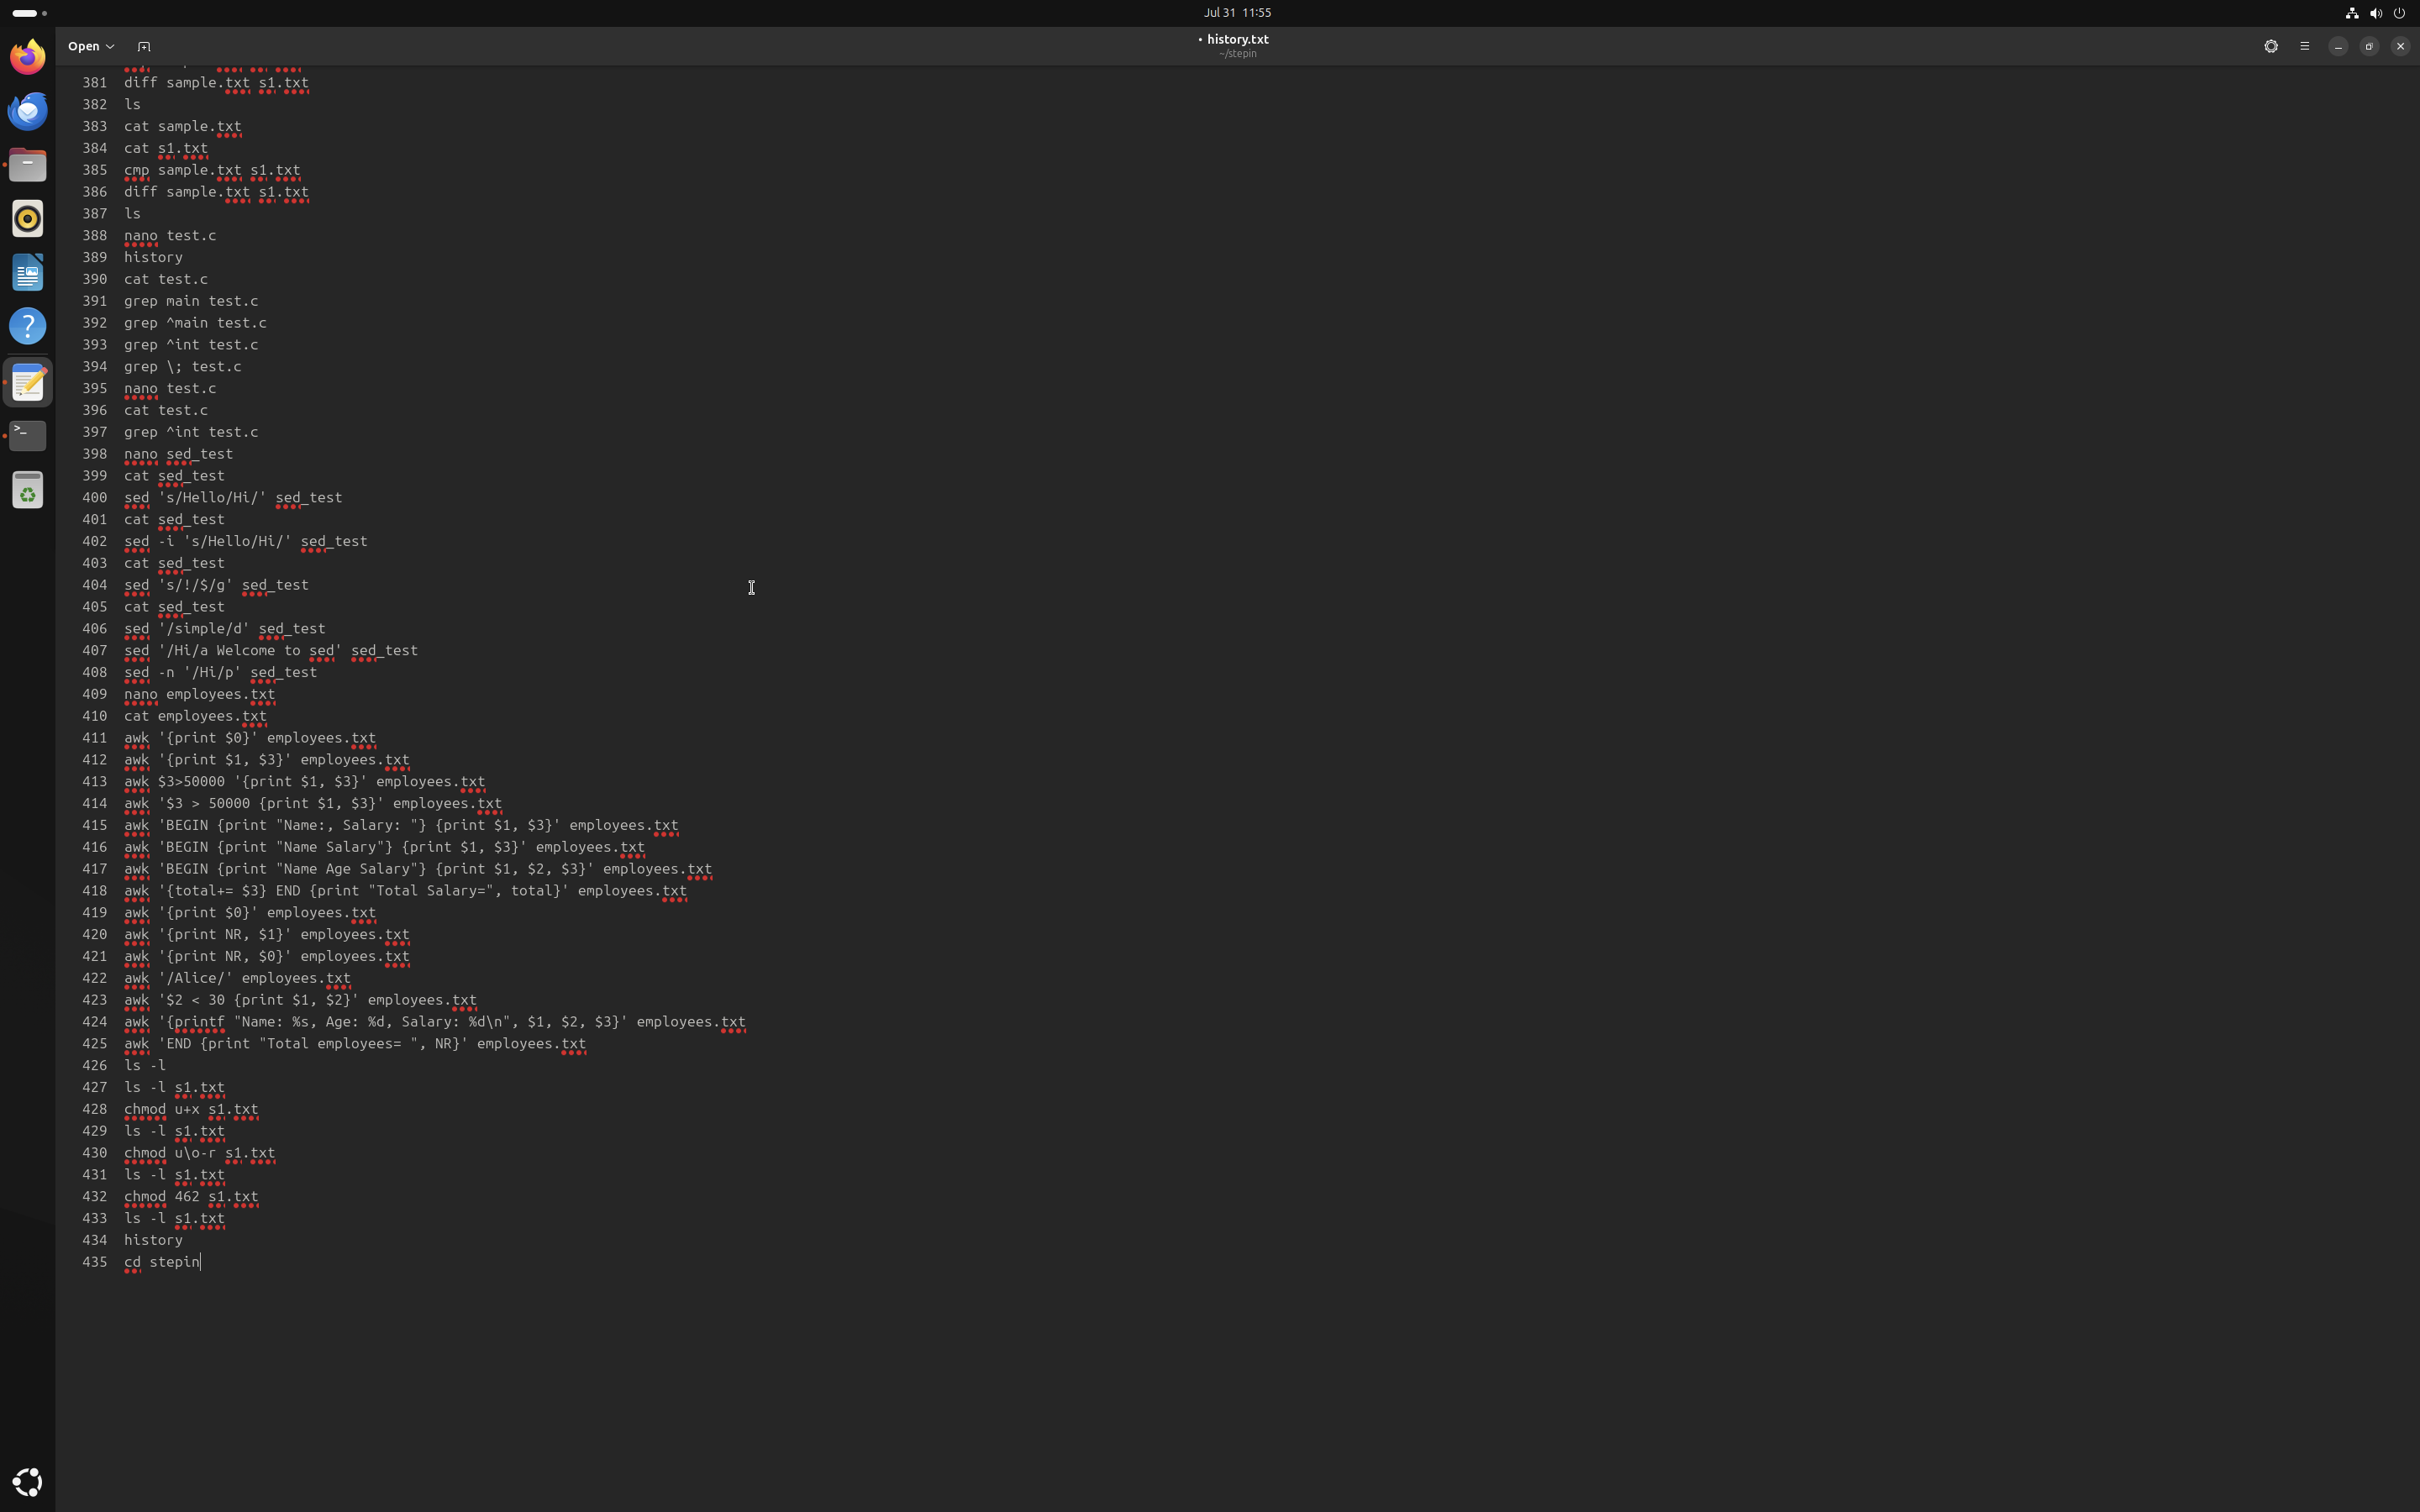 Jul 31 11:55
Open
• history.txt
~/stepin
381 diff sample.txt s1.txt
382 ls
383 cat sample.txt
384 cat s1.txt
385 cmp sample.txt s1.txt
386 diff sample.txt s1.txt
387 ls
388 nano test.c
389 history
390 cat test.c
391 grep main test.c
392 grep ^main test.c
393 grep ^int test.c
394 grep \; test.c
395 nano test.c
396 cat test.c
397 grep ^int test.c
398 nano sed_test
399 cat sed_test
400 sed 's/Hello/Hi/' sed_test
401 cat sed_test
402 sed -i 's/Hello/Hi/' sed_test
403 cat sed_test
404 sed 's/!/$/g' sed_test
405 cat sed_test
406 sed '/simple/d' sed_test
407 sed '/Hi/a Welcome to sed' sed_test
408 sed -n '/Hi/p' sed_test
409 nano employees.txt
410 cat employees.txt
411 awk '{print $0}' employees.txt
412 awk '{print $1, $3}' employees.txt
413 awk $3>50000 '{print $1, $3}' employees.txt
414 awk '$3 > 50000 {print $1, $3}' employees.txt
415 awk 'BEGIN {print "Name:, Salary: "} {print $1, $3}' employees.txt
416 awk 'BEGIN {print "Name Salary"} {print $1, $3}' employees.txt
417 awk 'BEGIN {print "Name Age Salary"} {print $1, $2, $3}' employees.txt
418 awk '{total+= $3} END {print "Total Salary=", total}' employees.txt
419 awk '{print $0}' employees.txt
420 awk '{print NR, $1}' employees.txt
421 awk '{print NR, $0}' employees.txt
422 awk '/Alice/' employees.txt
423 awk '$2 < 30 {print $1, $2}' employees.txt
424 awk '{printf "Name: %s, Age: %d, Salary: %d\n", $1, $2, $3}' employees.txt
425 awk 'END {print "Total employees= ", NR}' employees.txt
426 ls -l
427 ls -l s1.txt
428 chmod u+x s1.txt
429 ls -l s1.txt
430 chmod u\o-r s1.txt
431 ls -l s1.txt
432 chmod 462 s1.txt
433 ls -l s1.txt
434 history
435 cd stepin